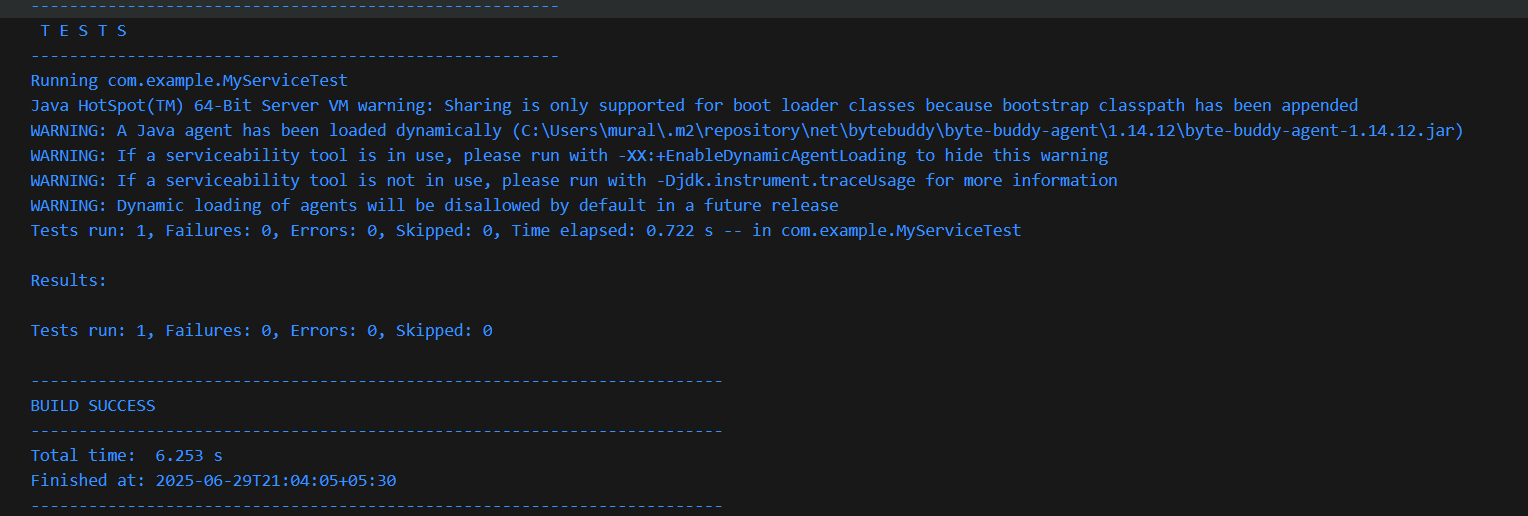 -------------------------------------------------------
 T E S T S
-------------------------------------------------------
Running com.example.MyServiceTest
Java HotSpot(TM) 64-Bit Server VM warning: Sharing is only supported for boot loader classes because bootstrap classpath has been appended
WARNING: A Java agent has been loaded dynamically (C:\Users\mural\.m2\repository\net\bytebuddy\byte-buddy-agent\1.14.12\byte-buddy-agent-1.14.12.jar)
WARNING: If a serviceability tool is in use, please run with -XX:+EnableDynamicAgentLoading to hide this warning
WARNING: If a serviceability tool is not in use, please run with -Djdk.instrument.traceUsage for more information
WARNING: Dynamic loading of agents will be disallowed by default in a future release
Tests run: 1, Failures: 0, Errors: 0, Skipped: 0, Time elapsed: 0.722 s -- in com.example.MyServiceTest
Results:
Tests run: 1, Failures: 0, Errors: 0, Skipped: 0
------------------------------------------------------------------------
BUILD SUCCESS
------------------------------------------------------------------------
Total time:  6.253 s
Finished at: 2025-06-29T21:04:05+05:30
------------------------------------------------------------------------